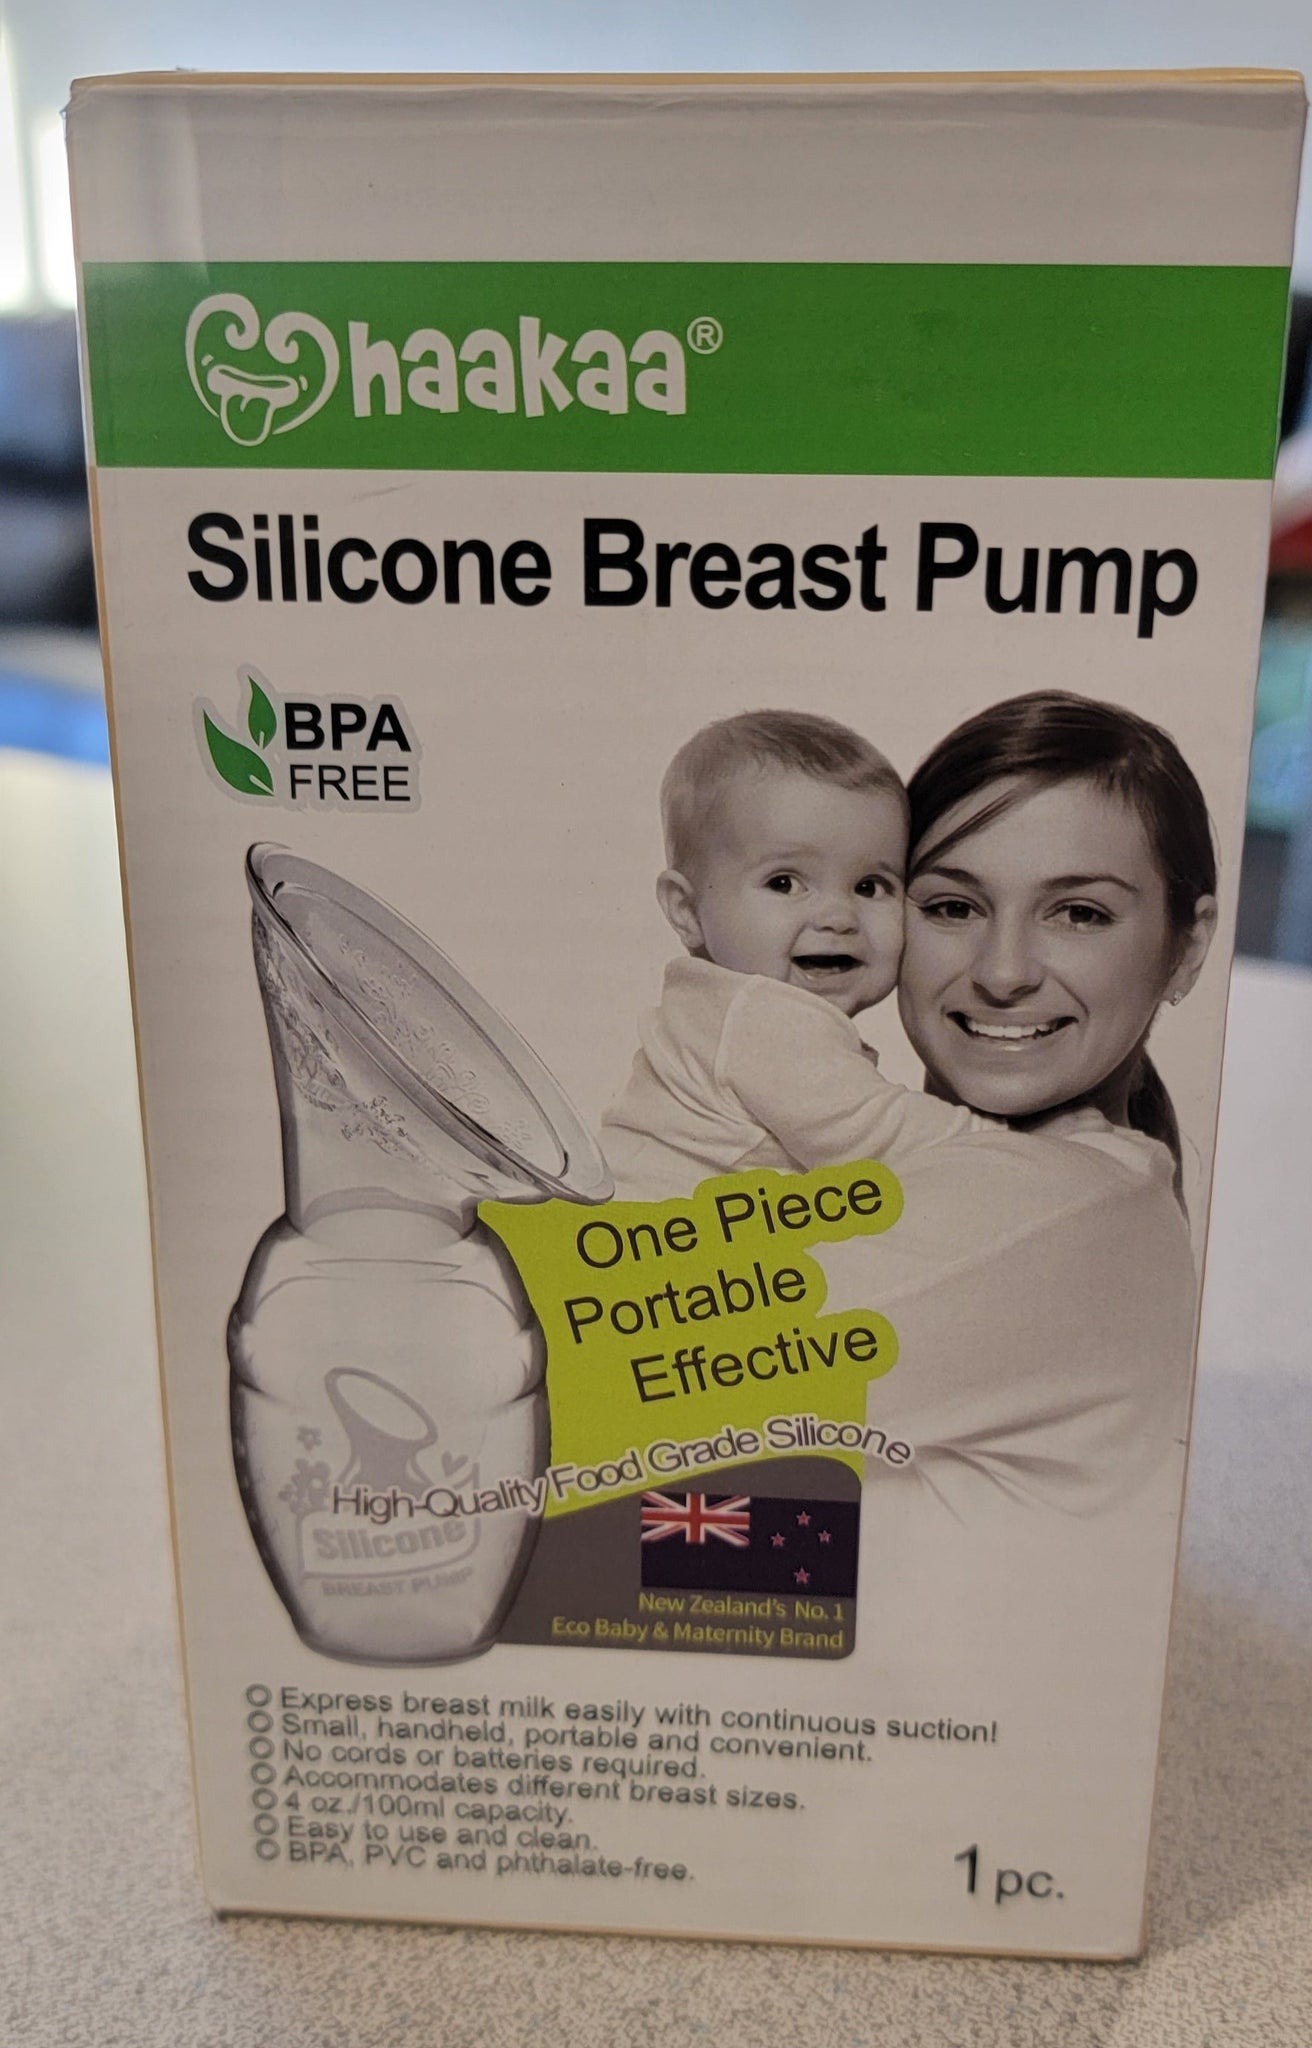 haakaa®
Silicone Breast Pump
BPA
FREE
One Piece
Portable
Effective
High-Quality Food Grade Silicone
Silicone
BREAST PUMP
New Zealand's No. 1
Eco Baby & Maternity Brand
Express breast milk easily with continuous suction!
Small, handheld, portable and convenient.
No cords or batteries required.
Accommodates different breast sizes.
4 oz./100ml capacity.
Easy to use and clean.
BPA, PVC and phthalate-free.
1 pc.